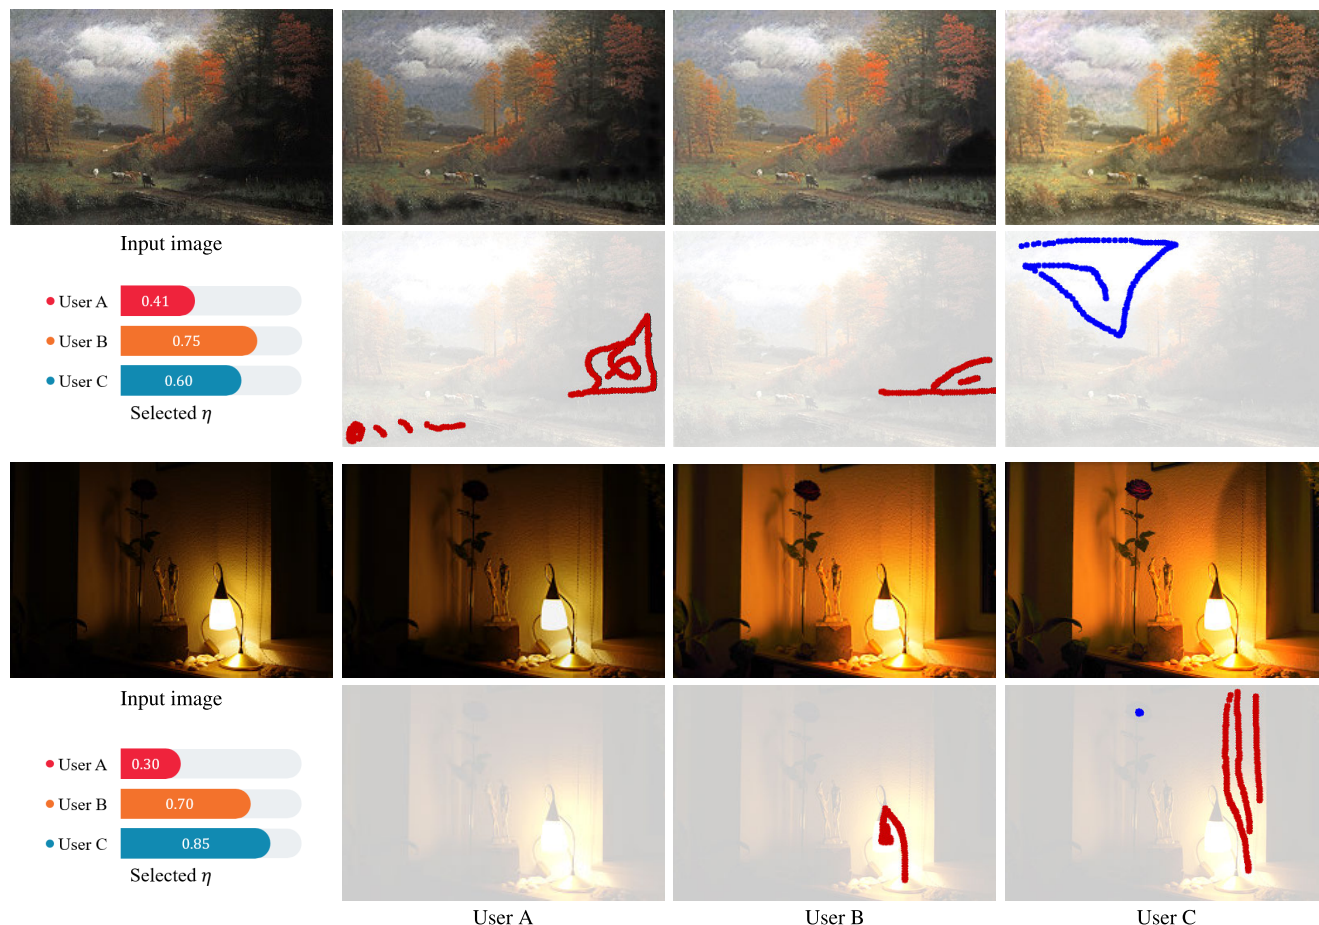 Input image
User A 0.41
User B 0.75
User C 0.60
Selected η
Input image
User A 0.30
User B 0.70
User C 0.85
Selected η
User A User B User C